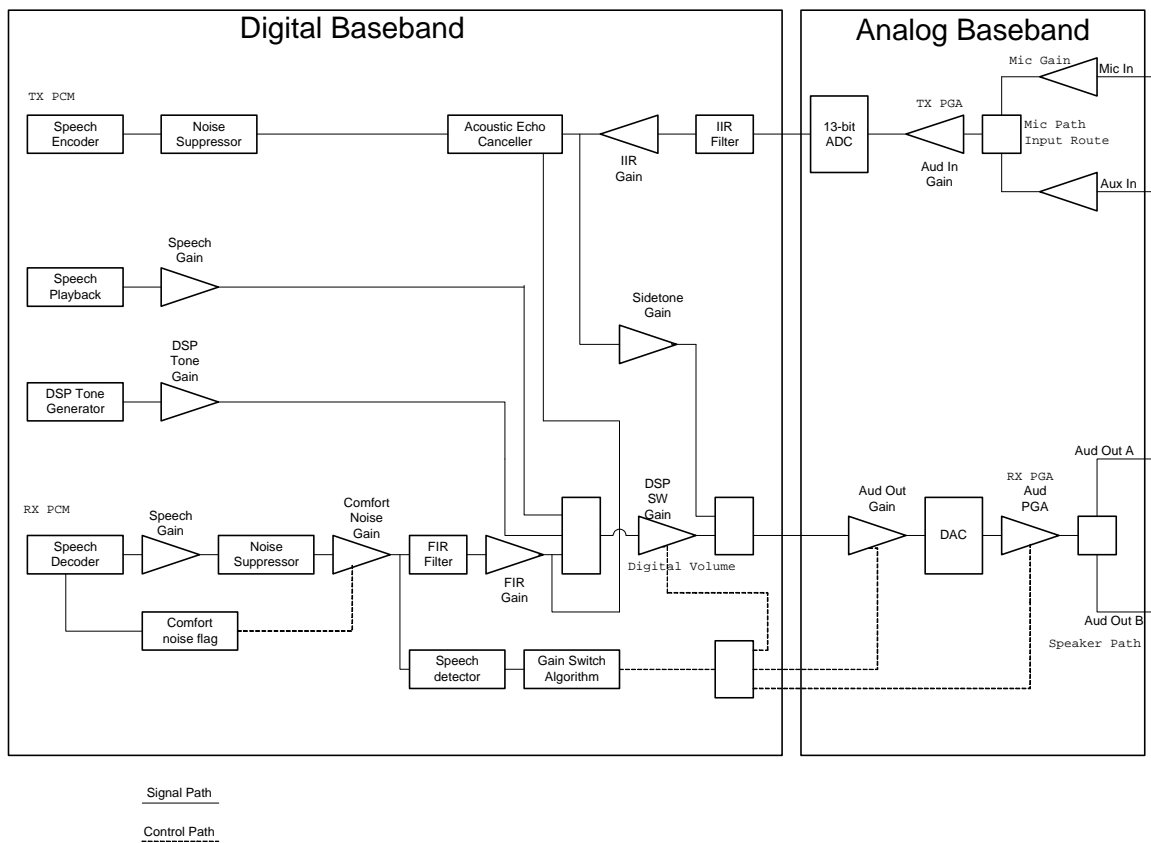 Digital Baseband
Analog Baseband
Mic Gain
Mic In
TX PCM
TX PGA
Speech
Encoder
Noise
Suppressor
Acoustic Echo
Canceller
IIR
Gain
IIR
Filter
13-bit
ADC
Aud In
Gain
Mic Path
Input Route
Aux In
Speech
Gain
Speech
Playback
Sidetone
Gain
DSP
Tone
Gain
DSP Tone
Generator
Aud Out A
RX PCM
Speech
Gain
Comfort
Noise
Gain
DSP
SW
Gain
Aud Out
Gain
RX PGA
Aud
PGA
Speech
Decoder
Noise
Suppressor
FIR
Filter
FIR
Gain
Digital Volume
DAC
Comfort
noise flag
Aud Out B
Speaker Path
Speech
detector
Gain Switch
Algorithm
Signal Path
Control Path